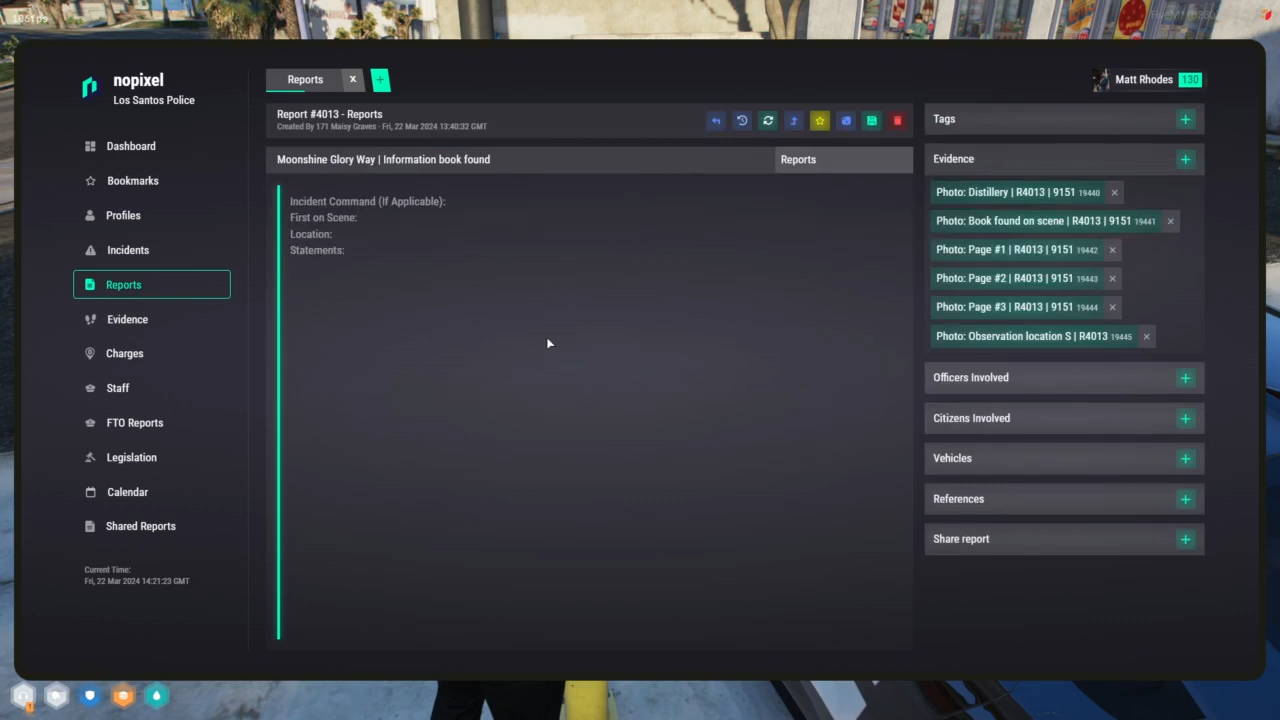 106fps
nopixel
Los Santos Police
Dashboard
Bookmarks
Profiles
Incidents
Reports
Evidence
Charges
Staff
FTO Reports
Legislation
Calendar
Shared Reports
Current Time:
Fri, 22 Mar 2024 14:21:23 GMT
Reports x +
Report #4013 - Reports
Created By 171 Maisy Graves - Fri, 22 Mar 2024 13:40:32 GMT
Moonshine Glory Way | Information book found
Reports
Incident Command (If Applicable):
First on Scene:
Location:
Statements:
Matt Rhodes 130
Tags +
Evidence +
Photo: Distillery | R4013 | 9151 19440 ×
Photo: Book found on scene | R4013 | 9151 19441 ×
Photo: Page #1 | R4013 | 9151 19442 ×
Photo: Page #2 | R4013 | 9151 19443 ×
Photo: Page #3 | R4013 | 9151 19444 ×
Photo: Observation location S | R4013 19445 ×
Officers Involved +
Citizens Involved +
Vehicles +
References +
Share report +